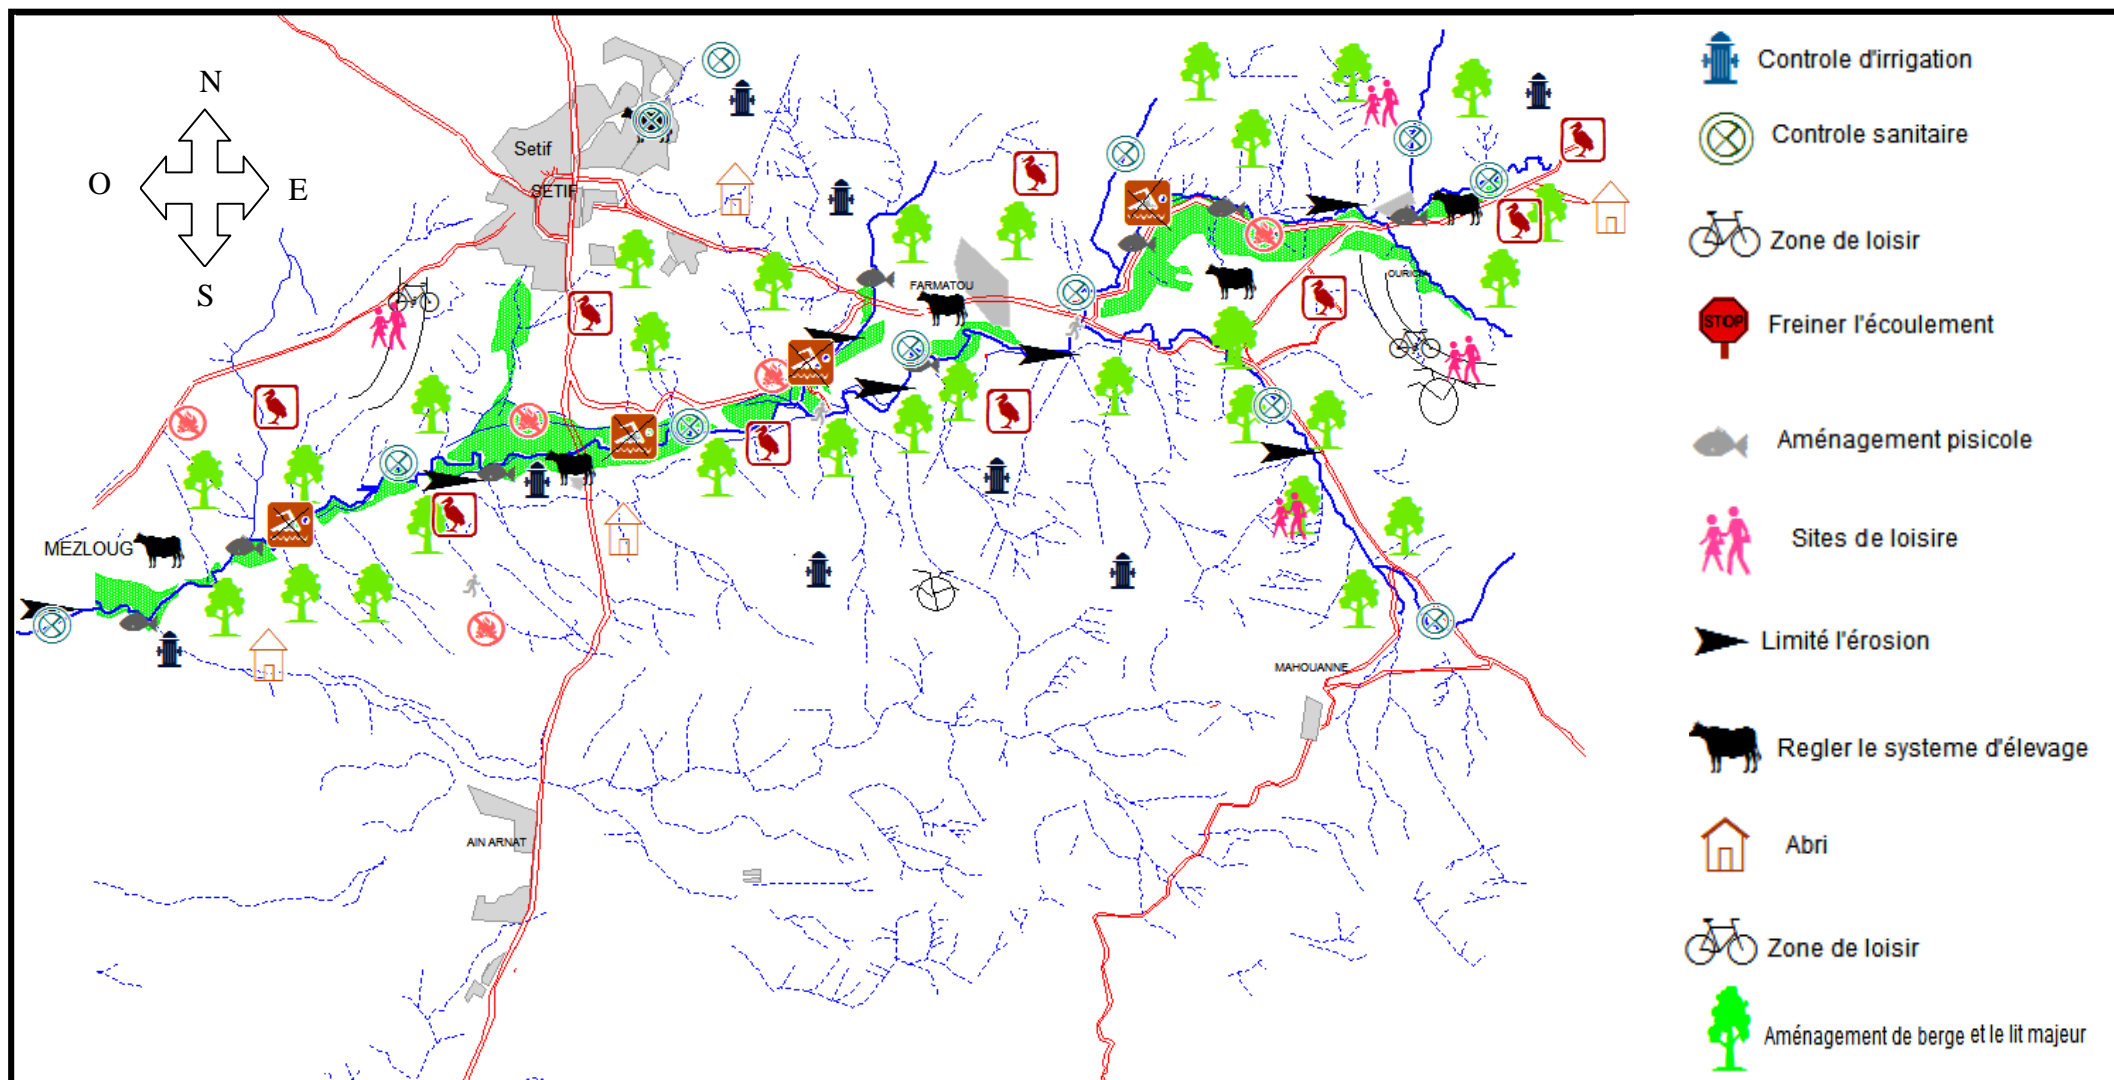 N
O
E
S
Setif
SETIF
FARMATOU
OURICIA
MEZLOUG
MAHOUANNE
AIN ARNAT
Controle d'irrigation
Controle sanitaire
Zone de loisir
STOP
Freiner l'écoulement
Aménagement pisicole
Sites de loisire
Limité l'érosion
Regler le systeme d'élevage
Abri
Zone de loisir
Aménagement de berge et le lit majeur